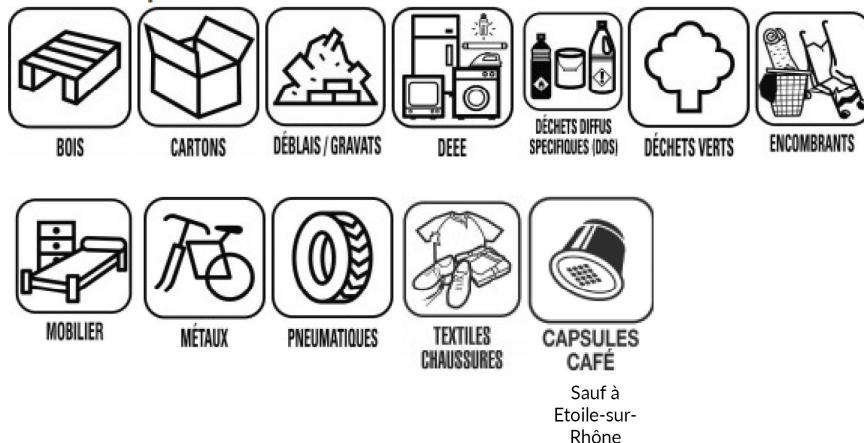 BOIS
CARTONS
DÉBLAIS / GRAVATS
DEEE
DÉCHETS DIFFUS
SPECIFIQUES (DDS)
DÉCHETS VERTS
ENCOMBRANTS
MOBILIER
MÉTAUX
PNEUMATIQUES
TEXTILES
CHAUSSURES
CAPSULES
CAFÉ
Sauf à
Etoile-sur-
Rhône